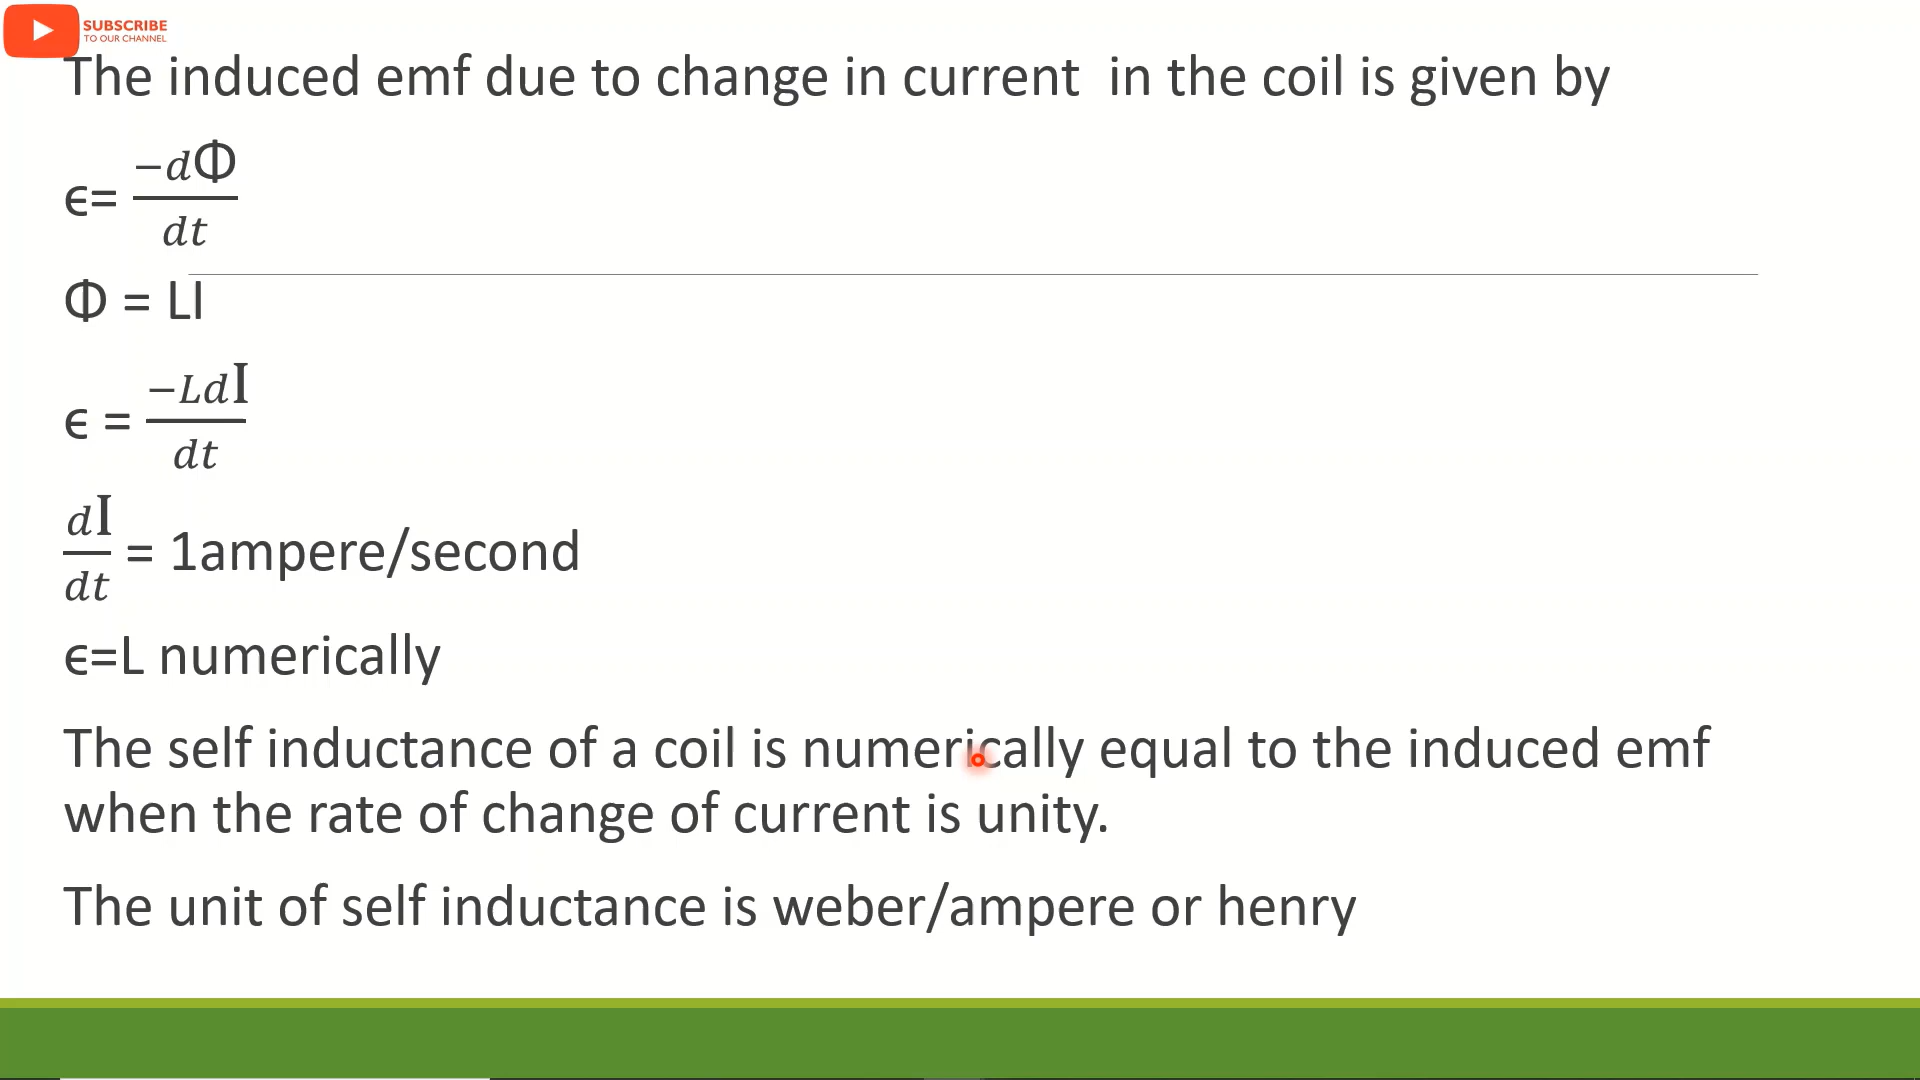 SUBSCRIBE
TO OUR CHANNEL
The induced emf due to change in current in the coil is given by
ϵ= −dΦ/dt
Φ = LI
ϵ = −LdI/dt
dI/dt = 1ampere/second
ϵ=L numerically
The self inductance of a coil is numerically equal to the induced emf
when the rate of change of current is unity.
The unit of self inductance is weber/ampere or henry